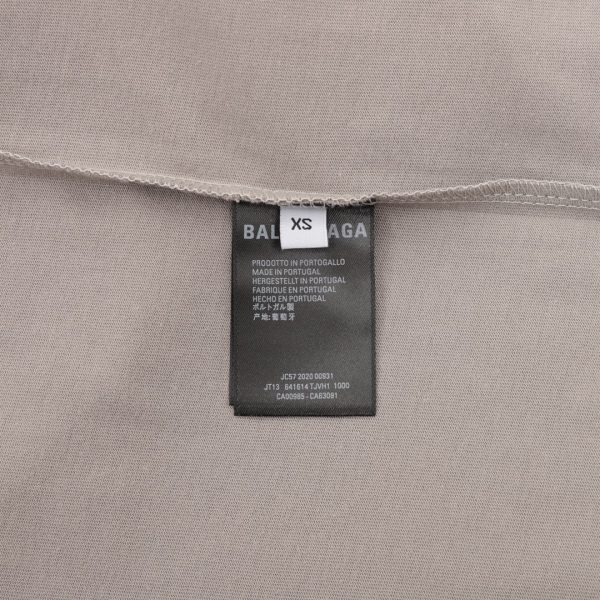 XS
BAL AGA
PRODOTTO IN PORTOGALLO
MADE IN PORTUGAL
HERGESTELLT IN PORTUGAL
FABRIQUE EN PORTUGAL
HECHO EN PORTUGAL
ポルトガル製
产地:葡萄牙
JC57 2020 00931
JT13 641614 TJVH1 1000
CA00985 - CA63081